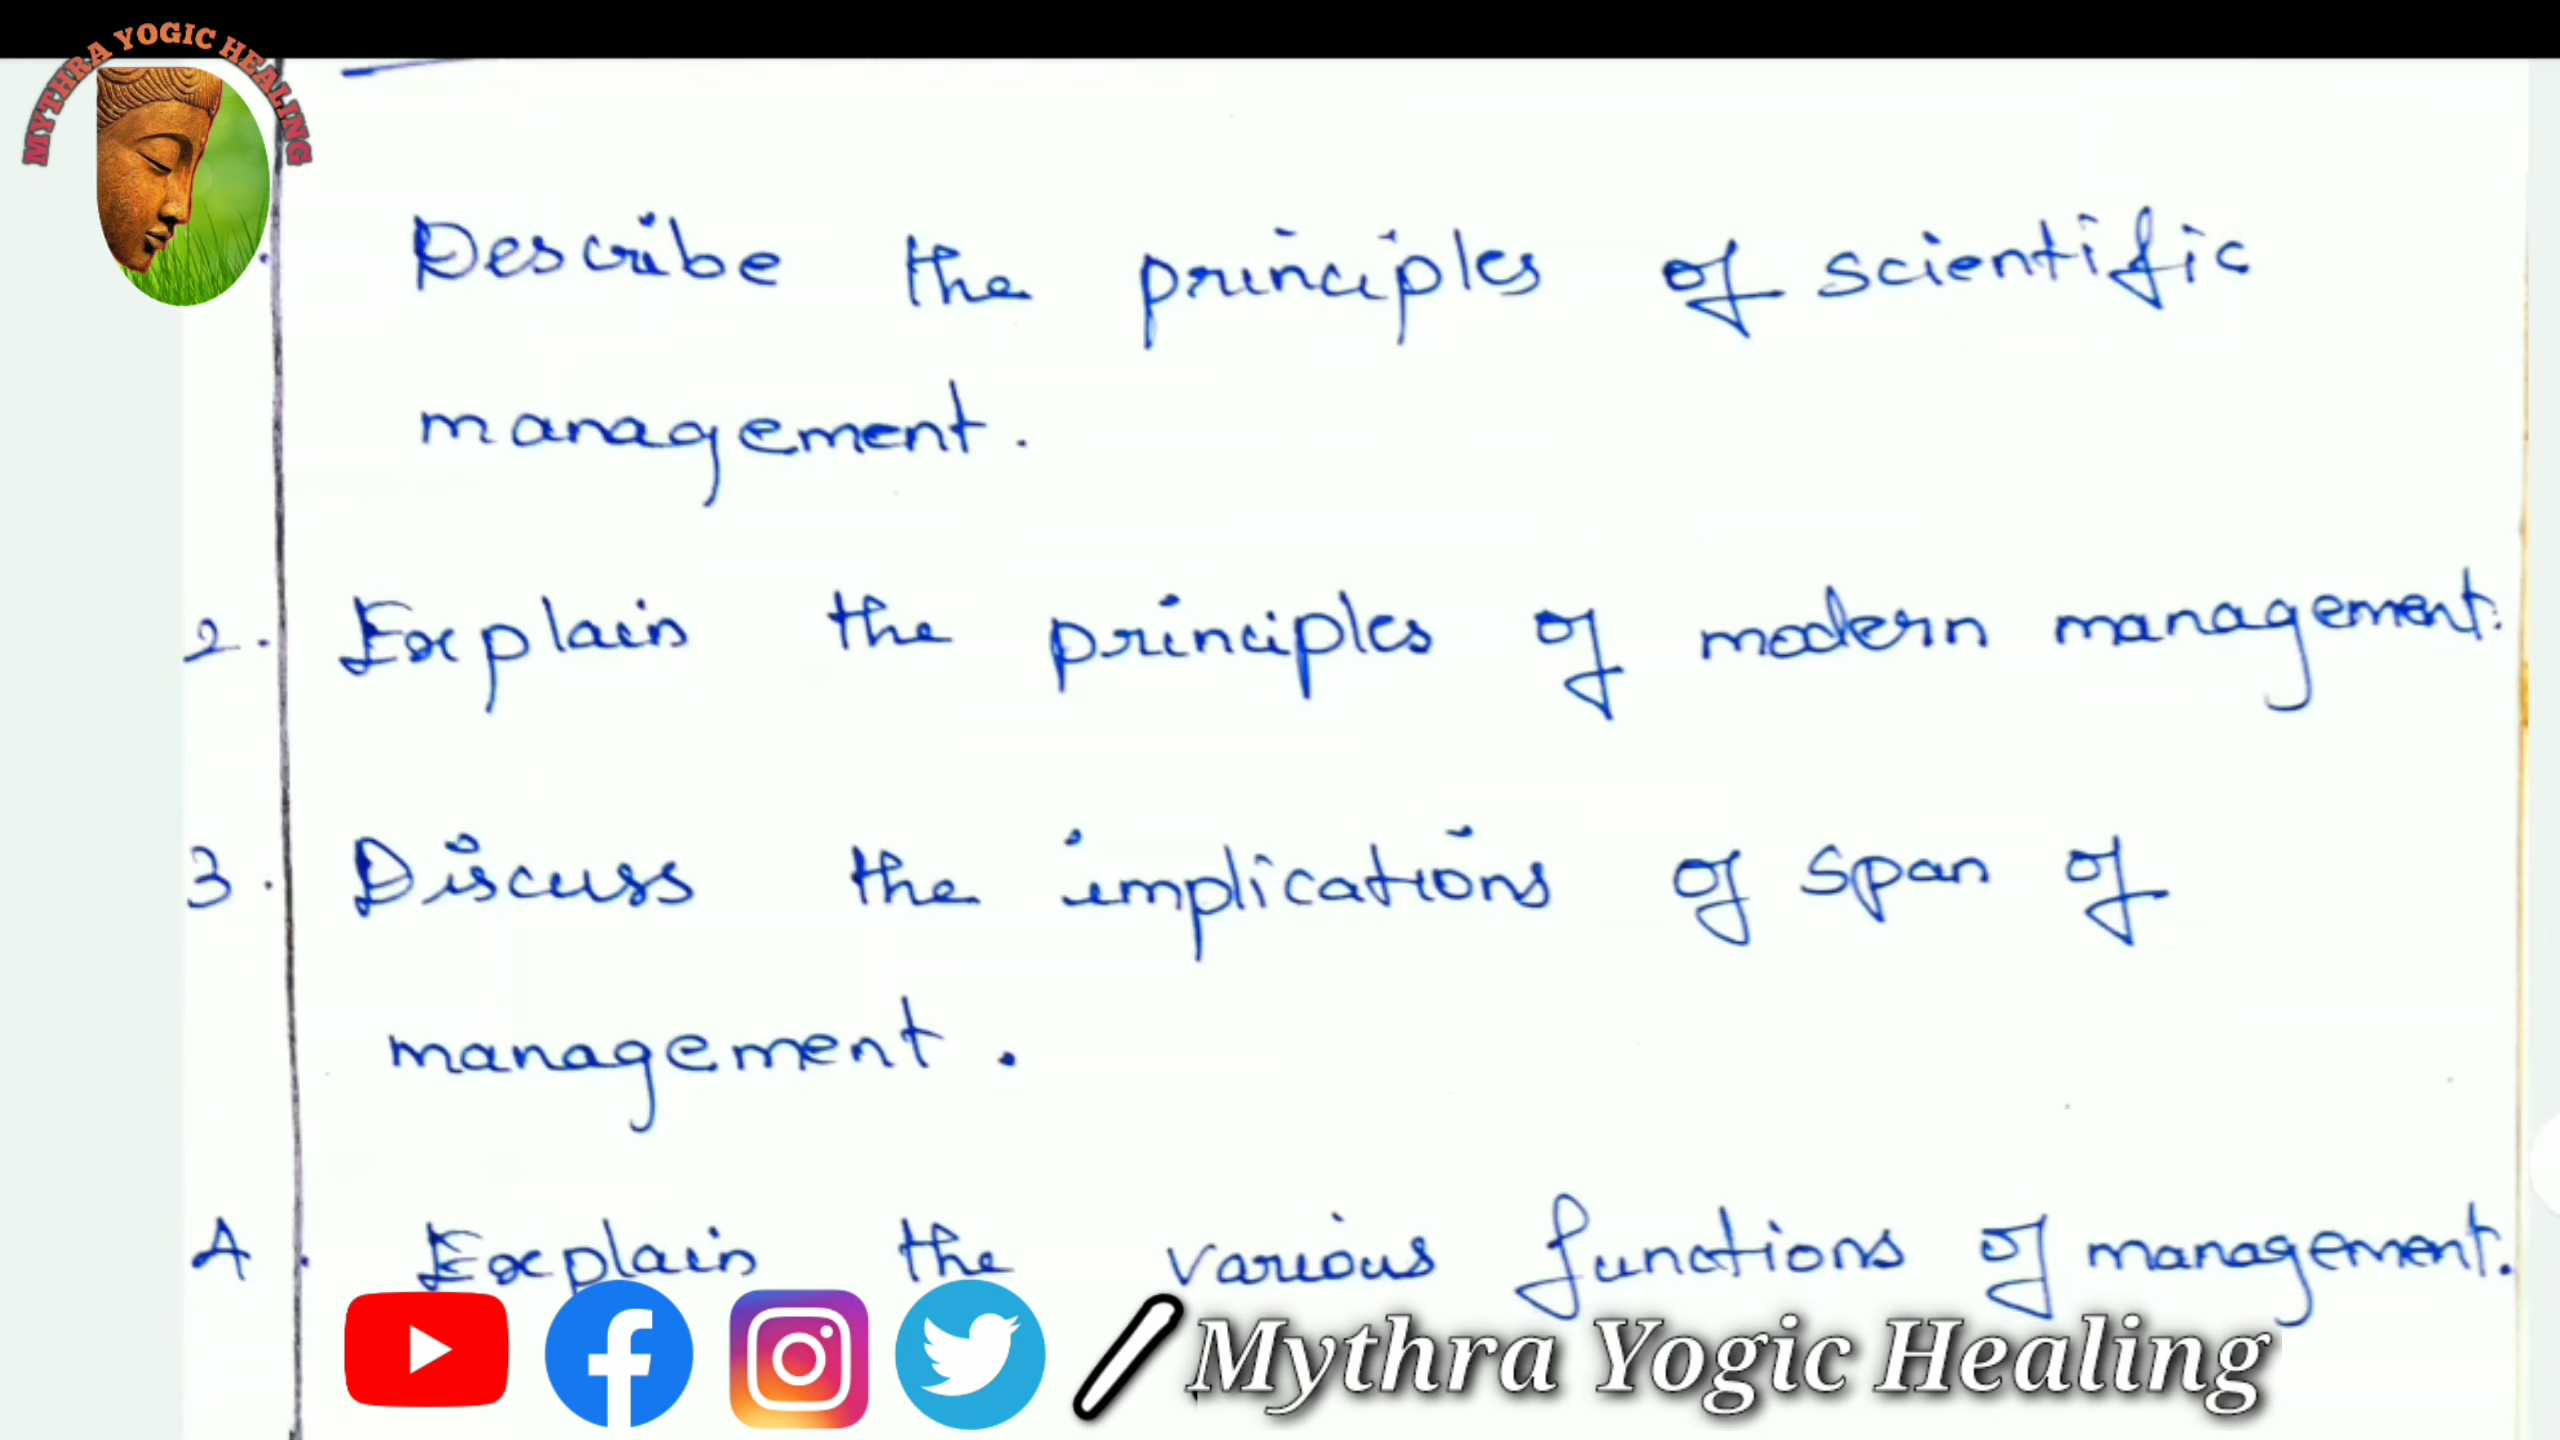 MYTHRA YOGIC HEALING
Describe the principles of scientific
management.
2. Explain the principles of modern management.
3. Discuss the implications of span of
management.
4. Explain the various functions of management.
/Mythra Yogic Healing